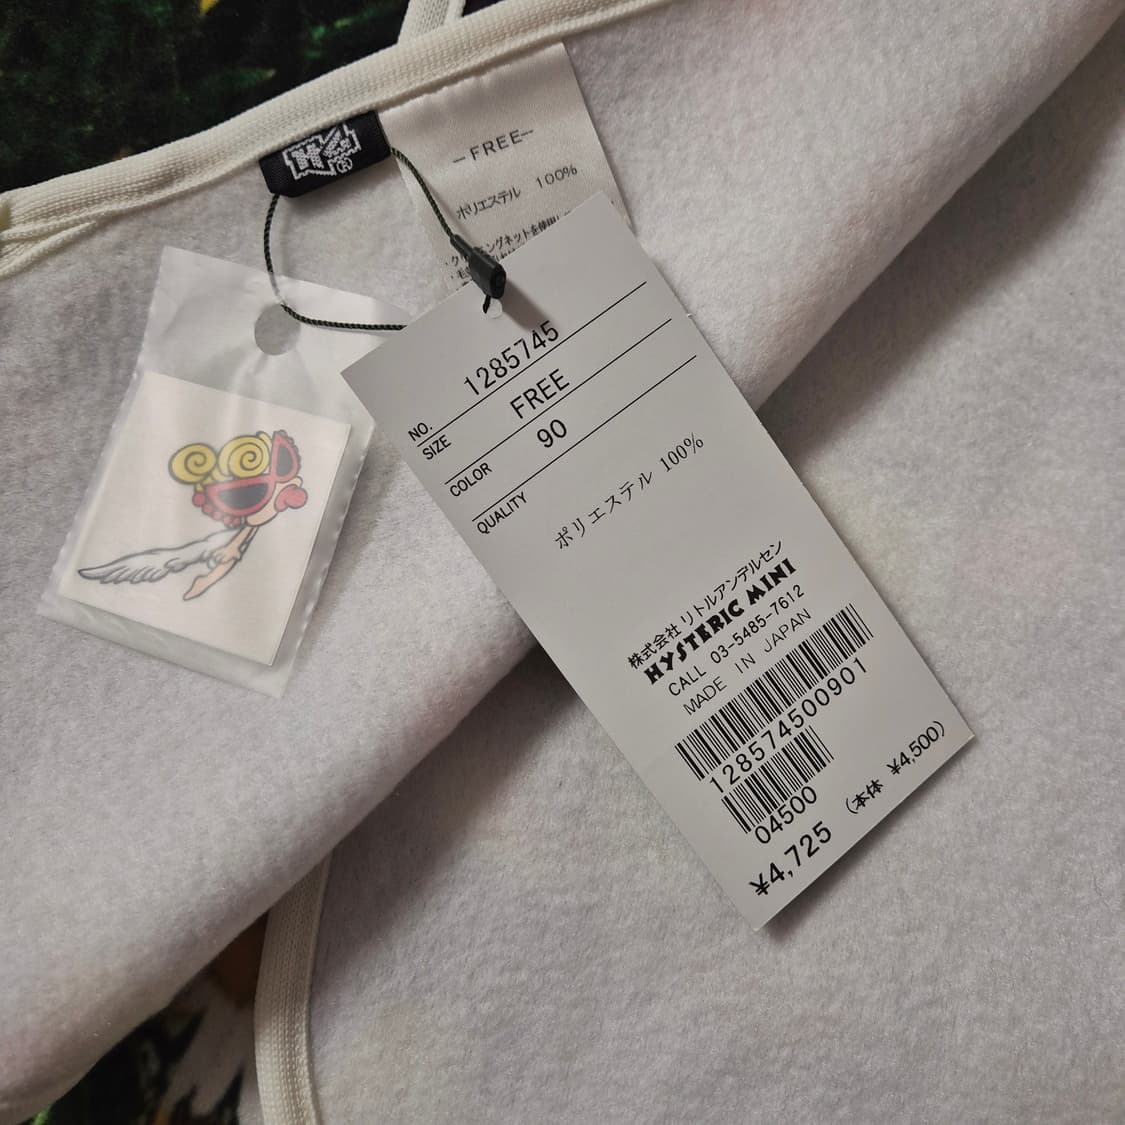 —FREE—
ポリエステル 100%
NO. 1285745
SIZE FREE
COLOR 90
QUALITY
ポリエステル 100%
株式会社 リトルアンデルセン
HYSTERIC MINI
CALL 03-5485-7612
MADE IN JAPAN
128574500901
04500
¥4,725 (本体 ¥4,500)